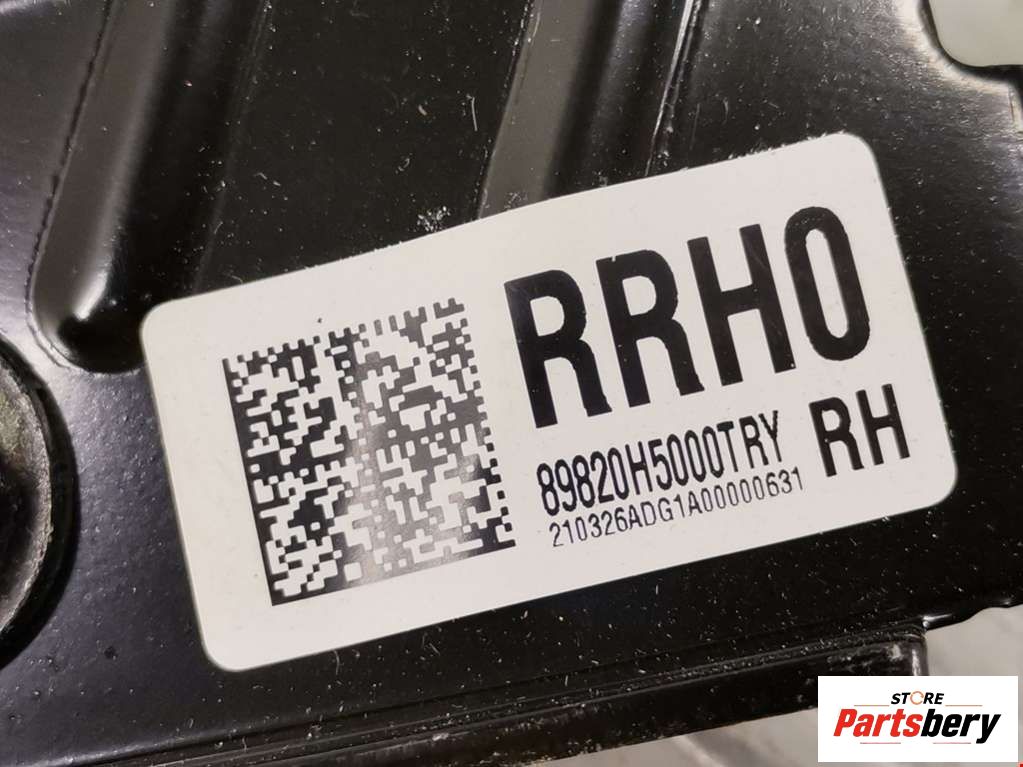 RRH0
89820H5000TRY RH
210326ADG1A00000631
STORE
Partsbery